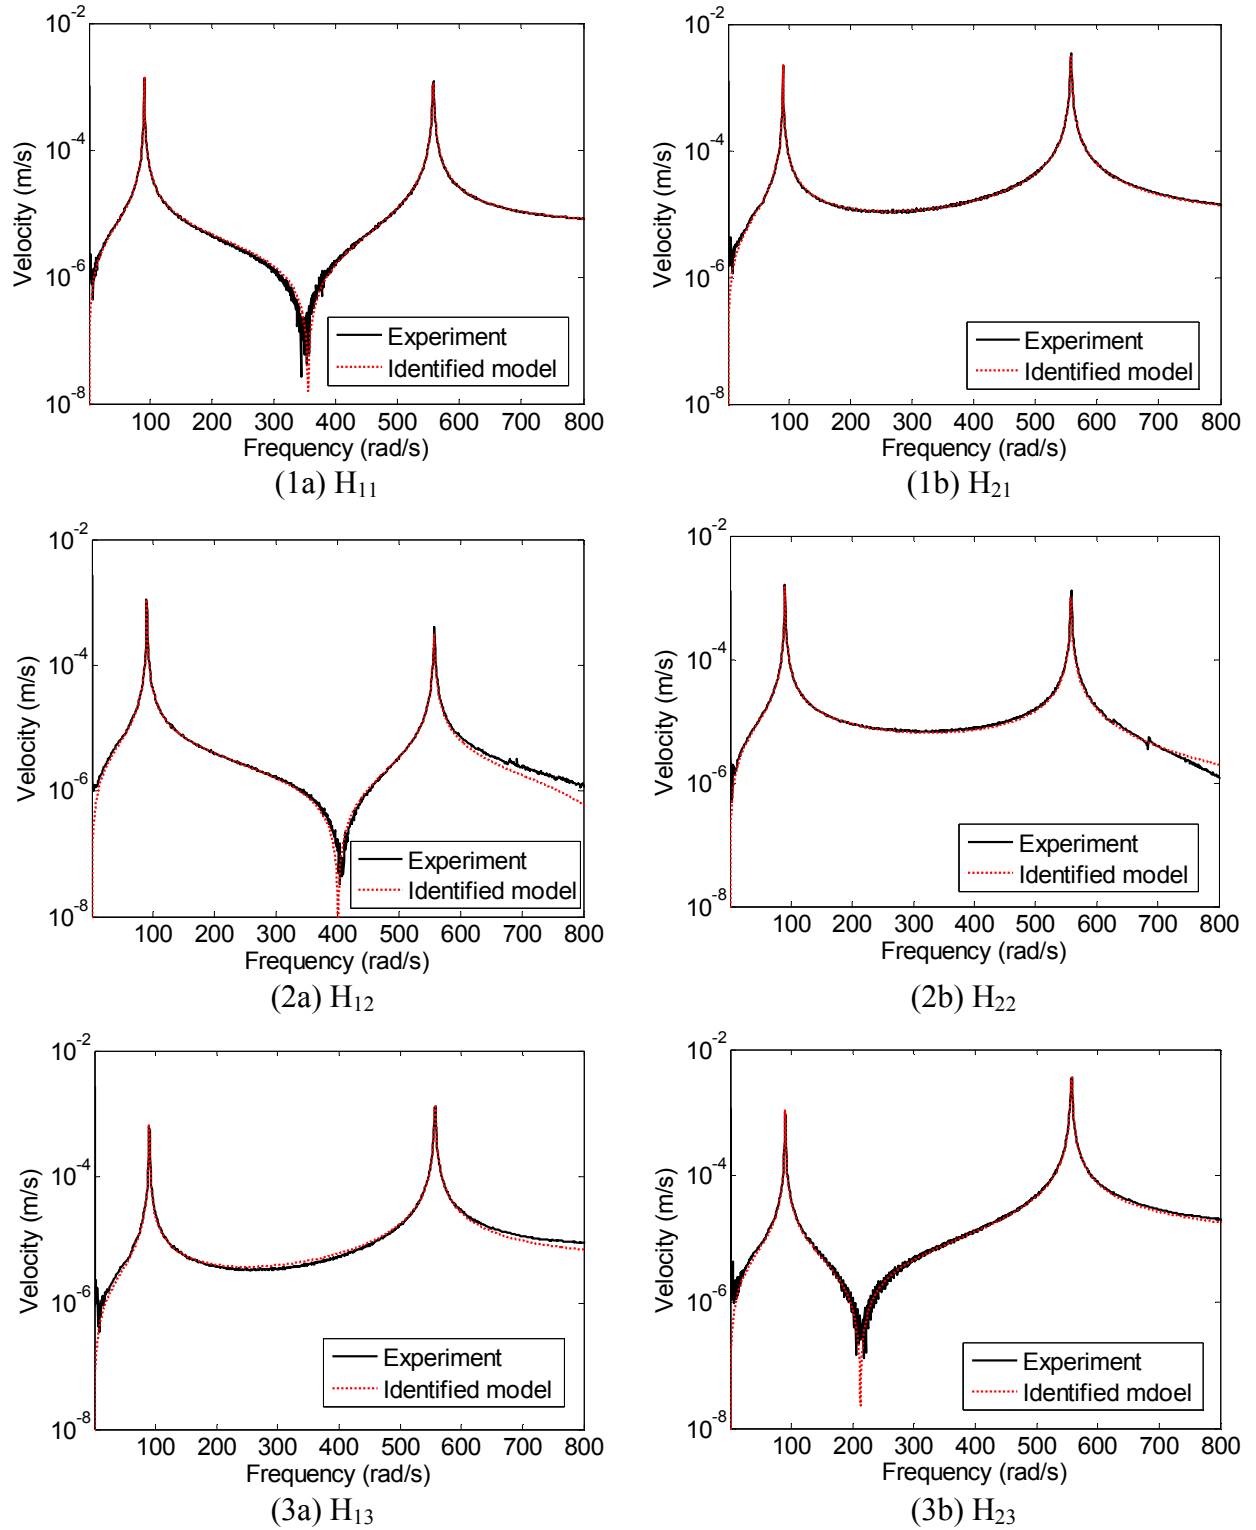 10-2
10-4
10-6
10-8
Velocity (m/s)
Experiment
Identified model
100 200 300 400 500 600 700 800
Frequency (rad/s)
(1a) H11
10-2
10-4
10-6
10-8
Velocity (m/s)
Experiment
Identified model
100 200 300 400 500 600 700 800
Frequency (rad/s)
(1b) H21
10-2
10-4
10-6
10-8
Velocity (m/s)
Experiment
Identified model
100 200 300 400 500 600 700 800
Frequency (rad/s)
(2a) H12
10-2
10-4
10-6
10-8
Velocity (m/s)
Experiment
Identified model
100 200 300 400 500 600 700 800
Frequency (rad/s)
(2b) H22
10-2
10-4
10-6
10-8
Velocity (m/s)
Experiment
Identified model
100 200 300 400 500 600 700 800
Frequency (rad/s)
(3a) H13
10-2
10-4
10-6
10-8
Velocity (m/s)
Experiment
Identified mdoel
100 200 300 400 500 600 700 800
Frequency (rad/s)
(3b) H23